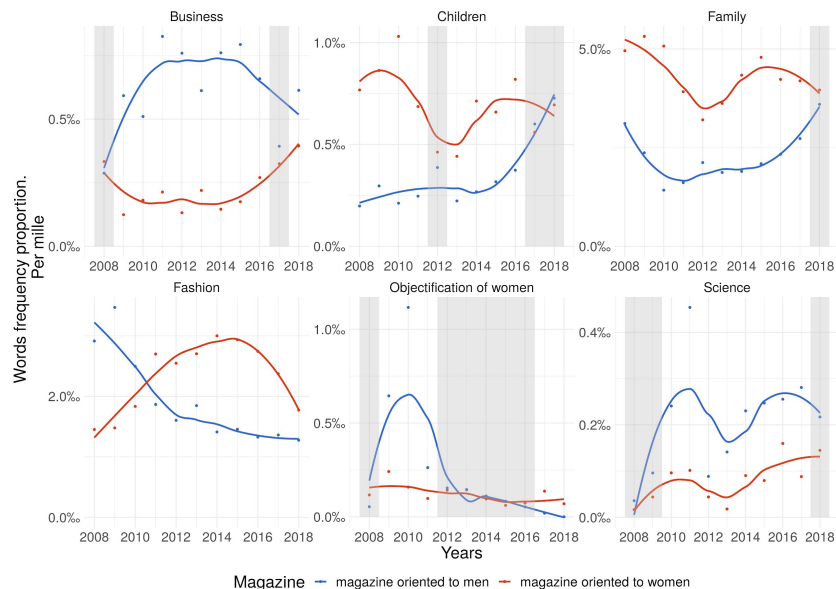 Business
Children
Family
0.5‰
0.0‰
1.0‰
0.5‰
0.0‰
5.0‰
2.5‰
0.0‰
2008 2010 2012 2014 2016 2018
2008 2010 2012 2014 2016 2018
2008 2010 2012 2014 2016 2018
Words frequency proportion.
Per mille
Fashion
Objectification of women
Science
2.0‰
0.0‰
1.0‰
0.5‰
0.0‰
0.4‰
0.2‰
0.0‰
2008 2010 2012 2014 2016 2018
2008 2010 2012 2014 2016 2018
2008 2010 2012 2014 2016 2018
Years
Magazine magazine oriented to men magazine oriented to women